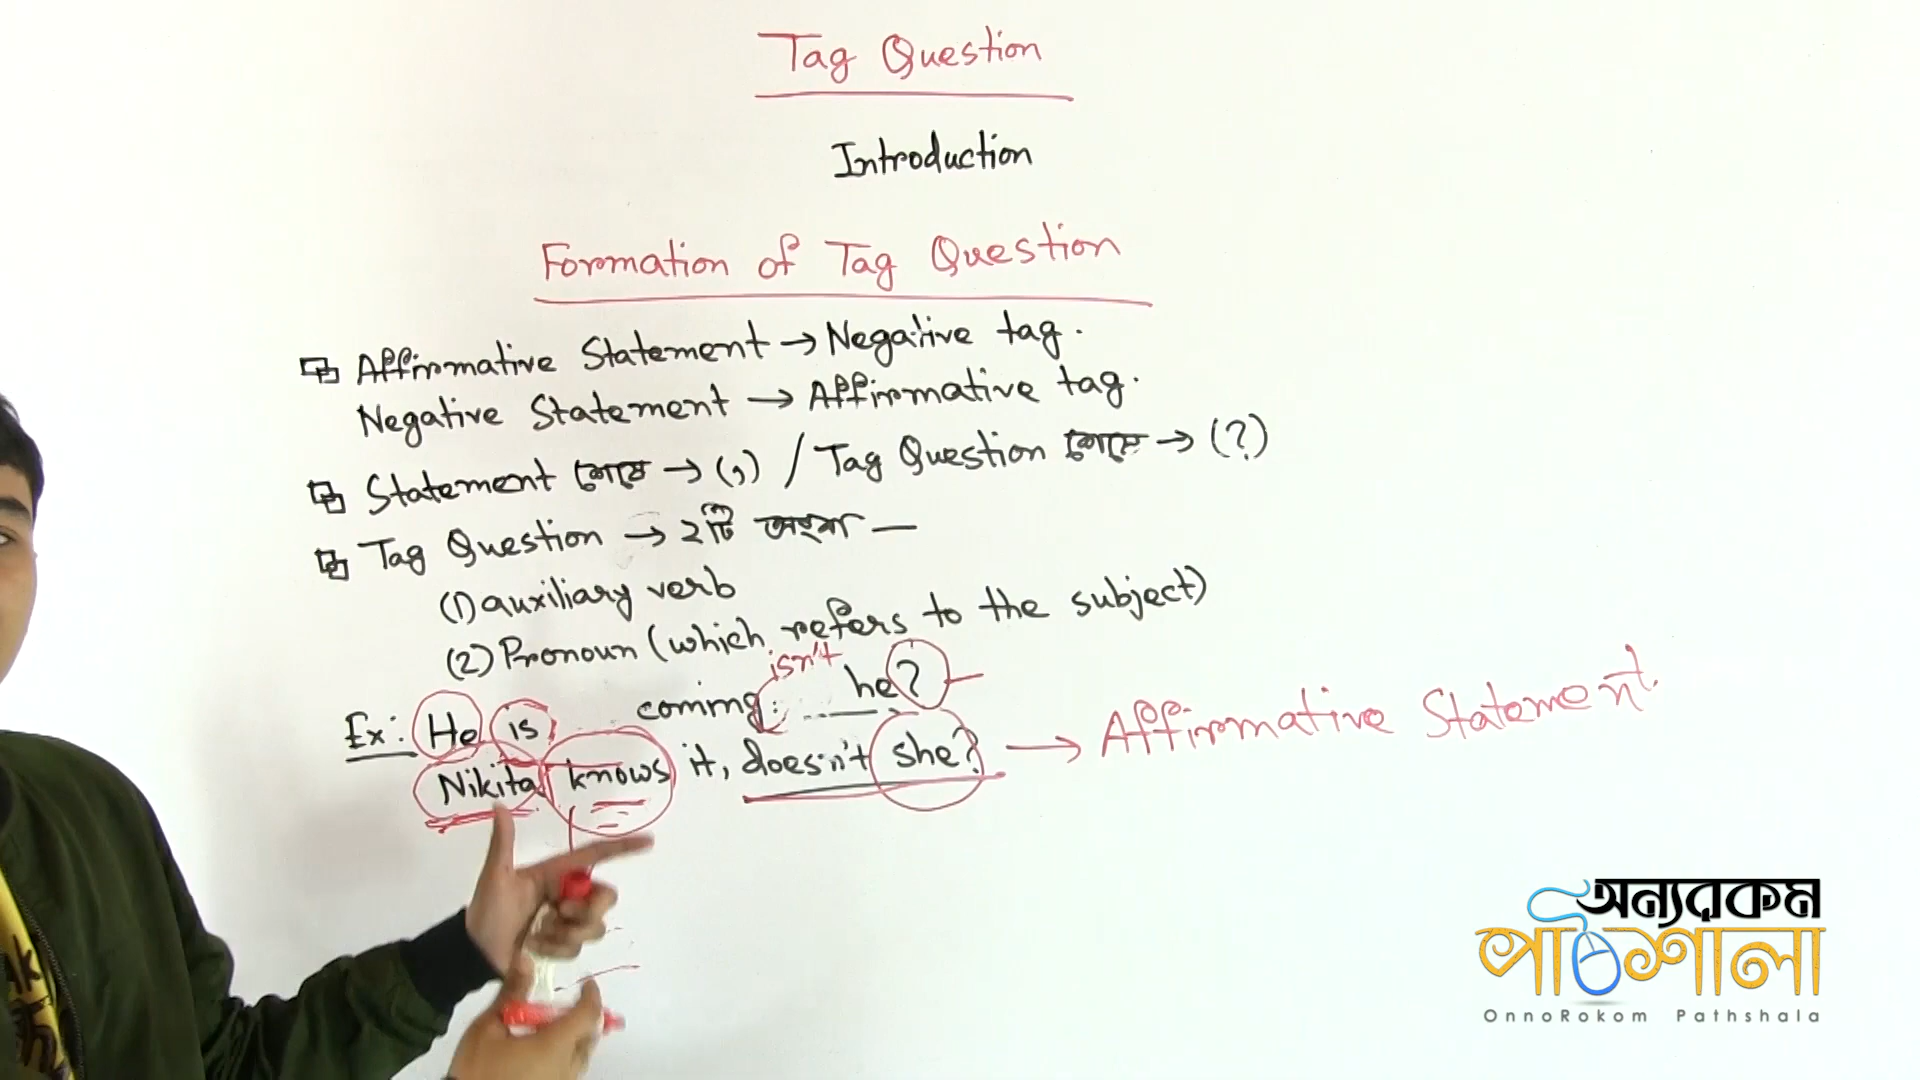 Tag Question
Introduction
Formation of Tag Question
Affirmative Statement → Negative tag.
Negative Statement → Affirmative tag.
Statement শেষে → (,) / Tag Question শেষে → (?)
Tag Question → ২টি অংশ —
(1) auxiliary verb
(2) Pronoun (which refers to the subject)
Ex: He is coming, isn't he?
Nikita knows it, doesn't she? → Affirmative Statement.
অন্যরকম
পাঠশালা
OnnoRokom Pathshala